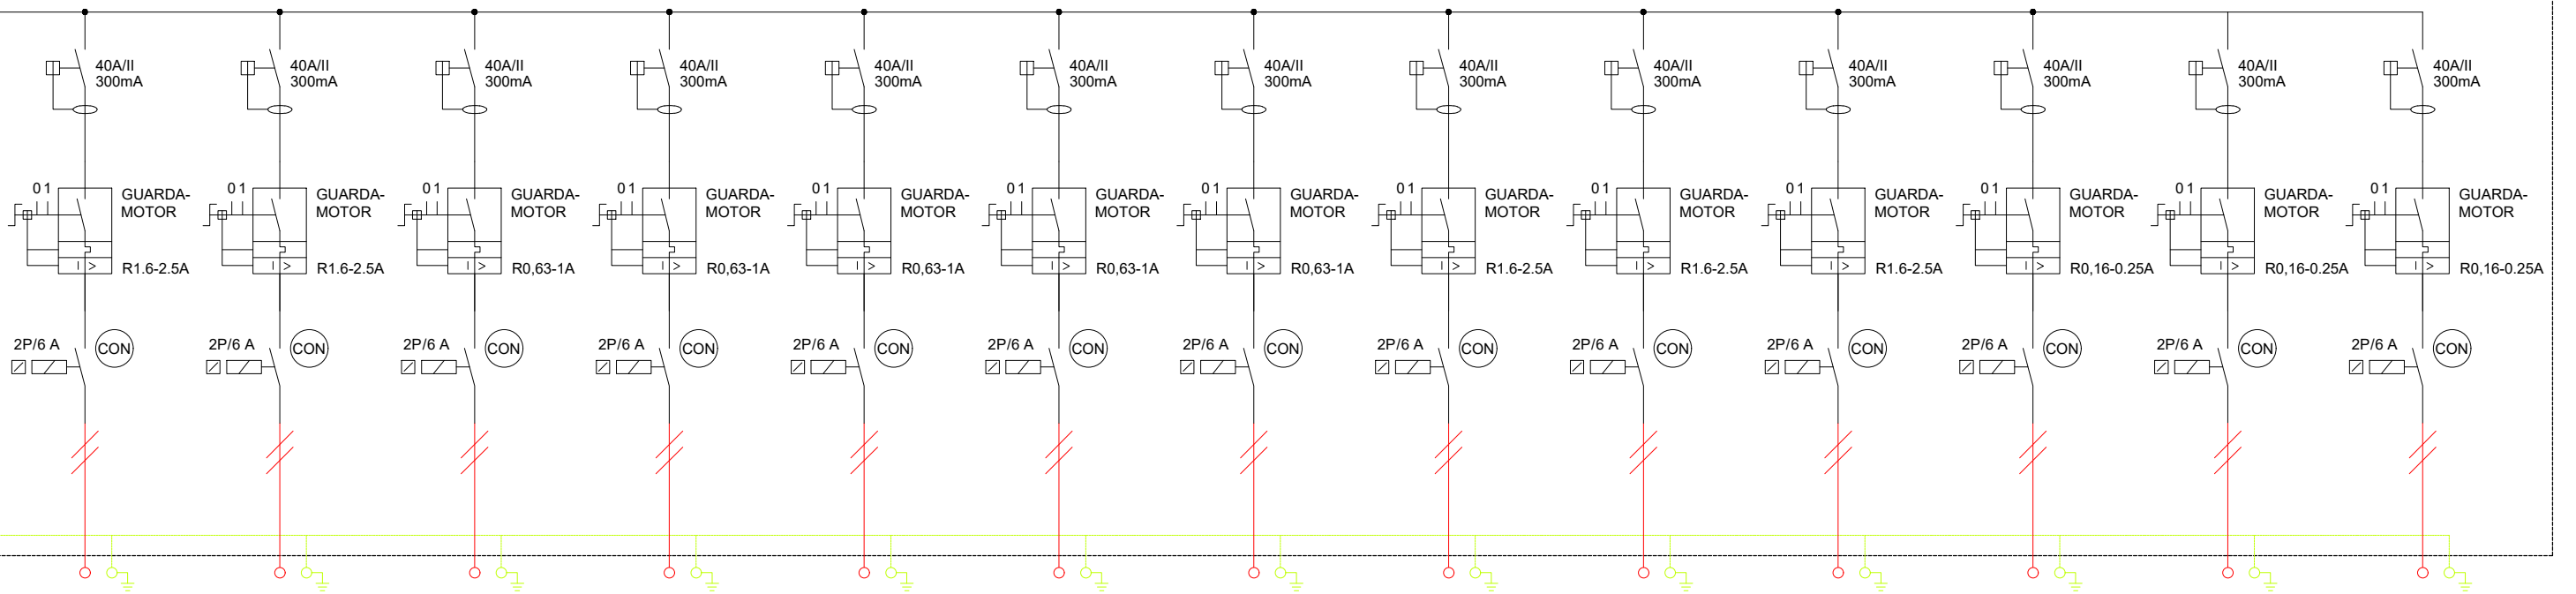 40A/II
300mA
0 1
GUARDA-
MOTOR
I >
R1.6-2.5A
2P/6 A
CON
40A/II
300mA
0 1
GUARDA-
MOTOR
I >
R1.6-2.5A
2P/6 A
CON
40A/II
300mA
0 1
GUARDA-
MOTOR
I >
R0,63-1A
2P/6 A
CON
40A/II
300mA
0 1
GUARDA-
MOTOR
I >
R0,63-1A
2P/6 A
CON
40A/II
300mA
0 1
GUARDA-
MOTOR
I >
R0,63-1A
2P/6 A
CON
40A/II
300mA
0 1
GUARDA-
MOTOR
I >
R0,63-1A
2P/6 A
CON
40A/II
300mA
0 1
GUARDA-
MOTOR
I >
R0,63-1A
2P/6 A
CON
40A/II
300mA
0 1
GUARDA-
MOTOR
I >
R1.6-2.5A
2P/6 A
CON
40A/II
300mA
0 1
GUARDA-
MOTOR
I >
R1.6-2.5A
2P/6 A
CON
40A/II
300mA
0 1
GUARDA-
MOTOR
I >
R1.6-2.5A
2P/6 A
CON
40A/II
300mA
0 1
GUARDA-
MOTOR
I >
R0,16-0.25A
2P/6 A
CON
40A/II
300mA
0 1
GUARDA-
MOTOR
I >
R0,16-0.25A
2P/6 A
CON
40A/II
300mA
0 1
GUARDA-
MOTOR
I >
R0,16-0.25A
2P/6 A
CON